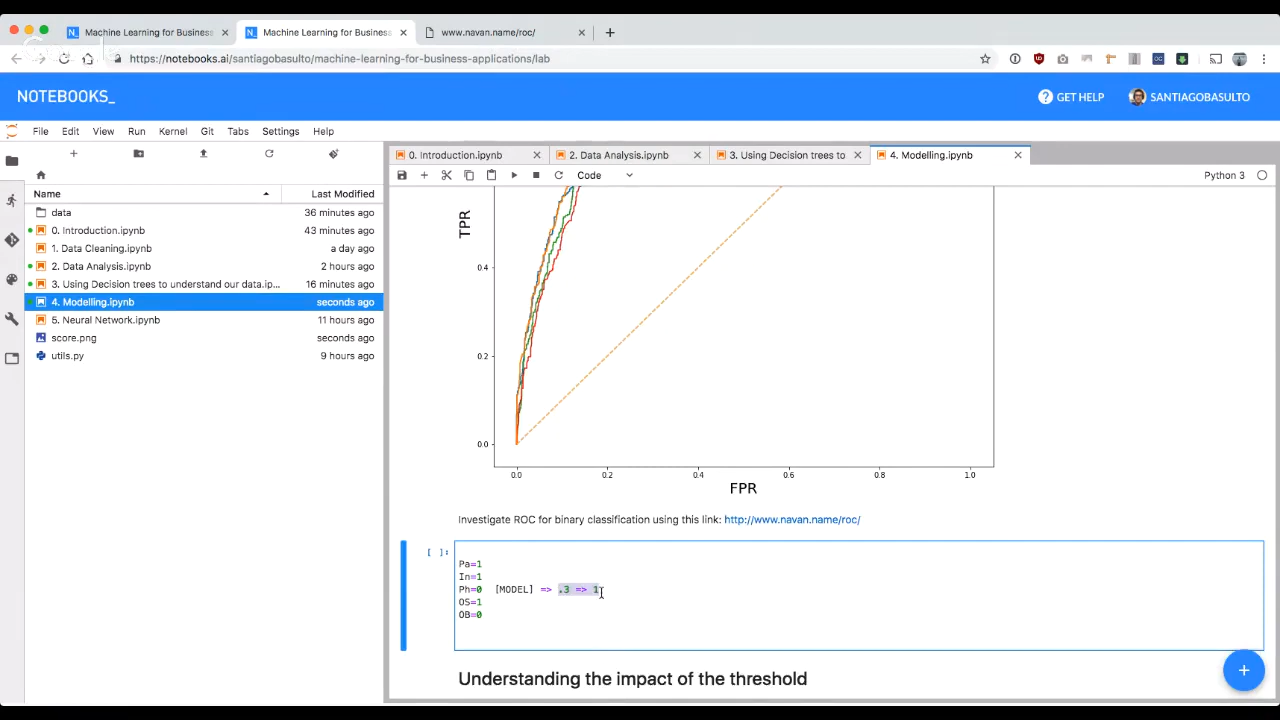 Machine Learning for Business
Machine Learning for Business
www.navan.name/roc/
https://notebooks.ai/santiagobasulto/machine-learning-for-business-applications/lab
NOTEBOOKS_
GET HELP
SANTIAGOBASULTO
File Edit View Run Kernel Git Tabs Settings Help
Name Last Modified
data 36 minutes ago
0. Introduction.ipynb 43 minutes ago
1. Data Cleaning.ipynb a day ago
2. Data Analysis.ipynb 2 hours ago
3. Using Decision trees to understand our data.ip... 16 minutes ago
4. Modelling.ipynb seconds ago
5. Neural Network.ipynb 11 hours ago
score.png seconds ago
utils.py 9 hours ago
0. Introduction.ipynb
2. Data Analysis.ipynb
3. Using Decision trees to
4. Modelling.ipynb
Code
Python 3
TPR
0.4
0.2
0.0
0.0 0.2 0.4 0.6 0.8 1.0
FPR
Investigate ROC for binary classification using this link: http://www.navan.name/roc/
[ ]:
Pa=1
In=1
Ph=0 [MODEL] => .3 => 1
OS=1
OB=0
Understanding the impact of the threshold